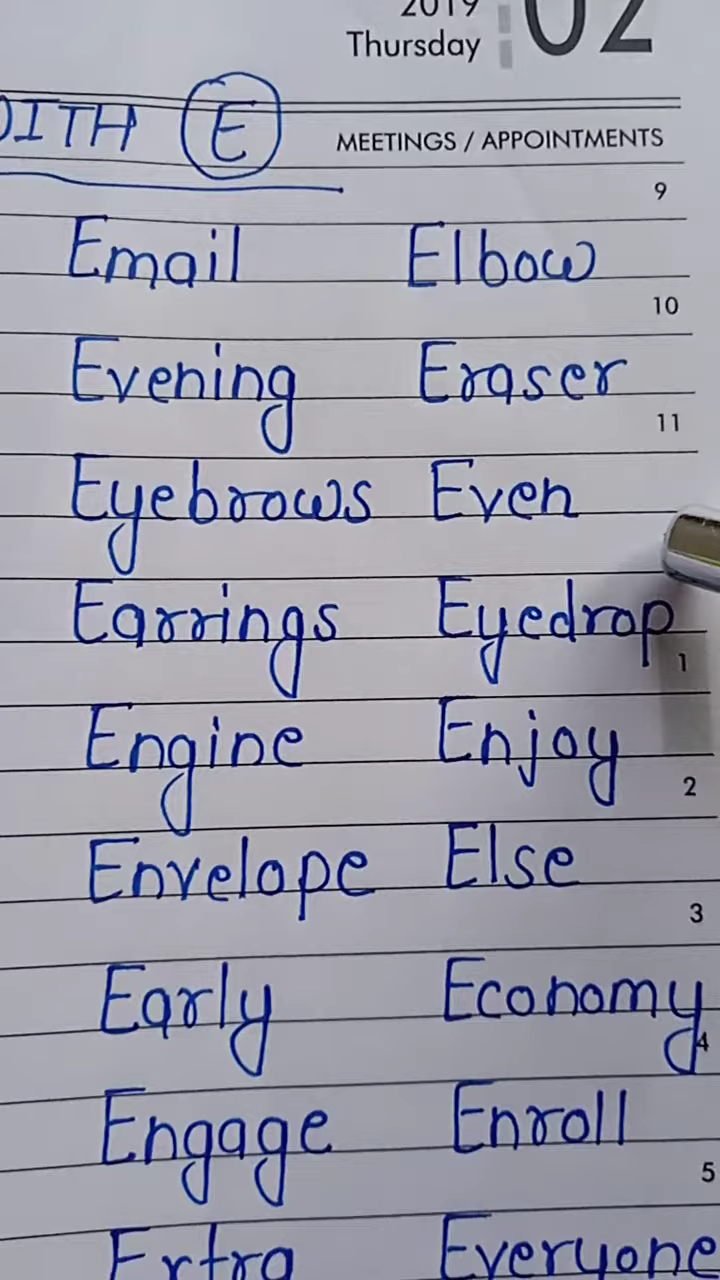 2019 02
Thursday
WITH E
MEETINGS / APPOINTMENTS
9
Email Elbow
10
Evening Eraser
11
Eyebrows Even
Earrings Eyedrop
1
Engine Enjoy
2
Envelope Else
3
Early Economy
4
Engage Enroll
5
Extra Everyone